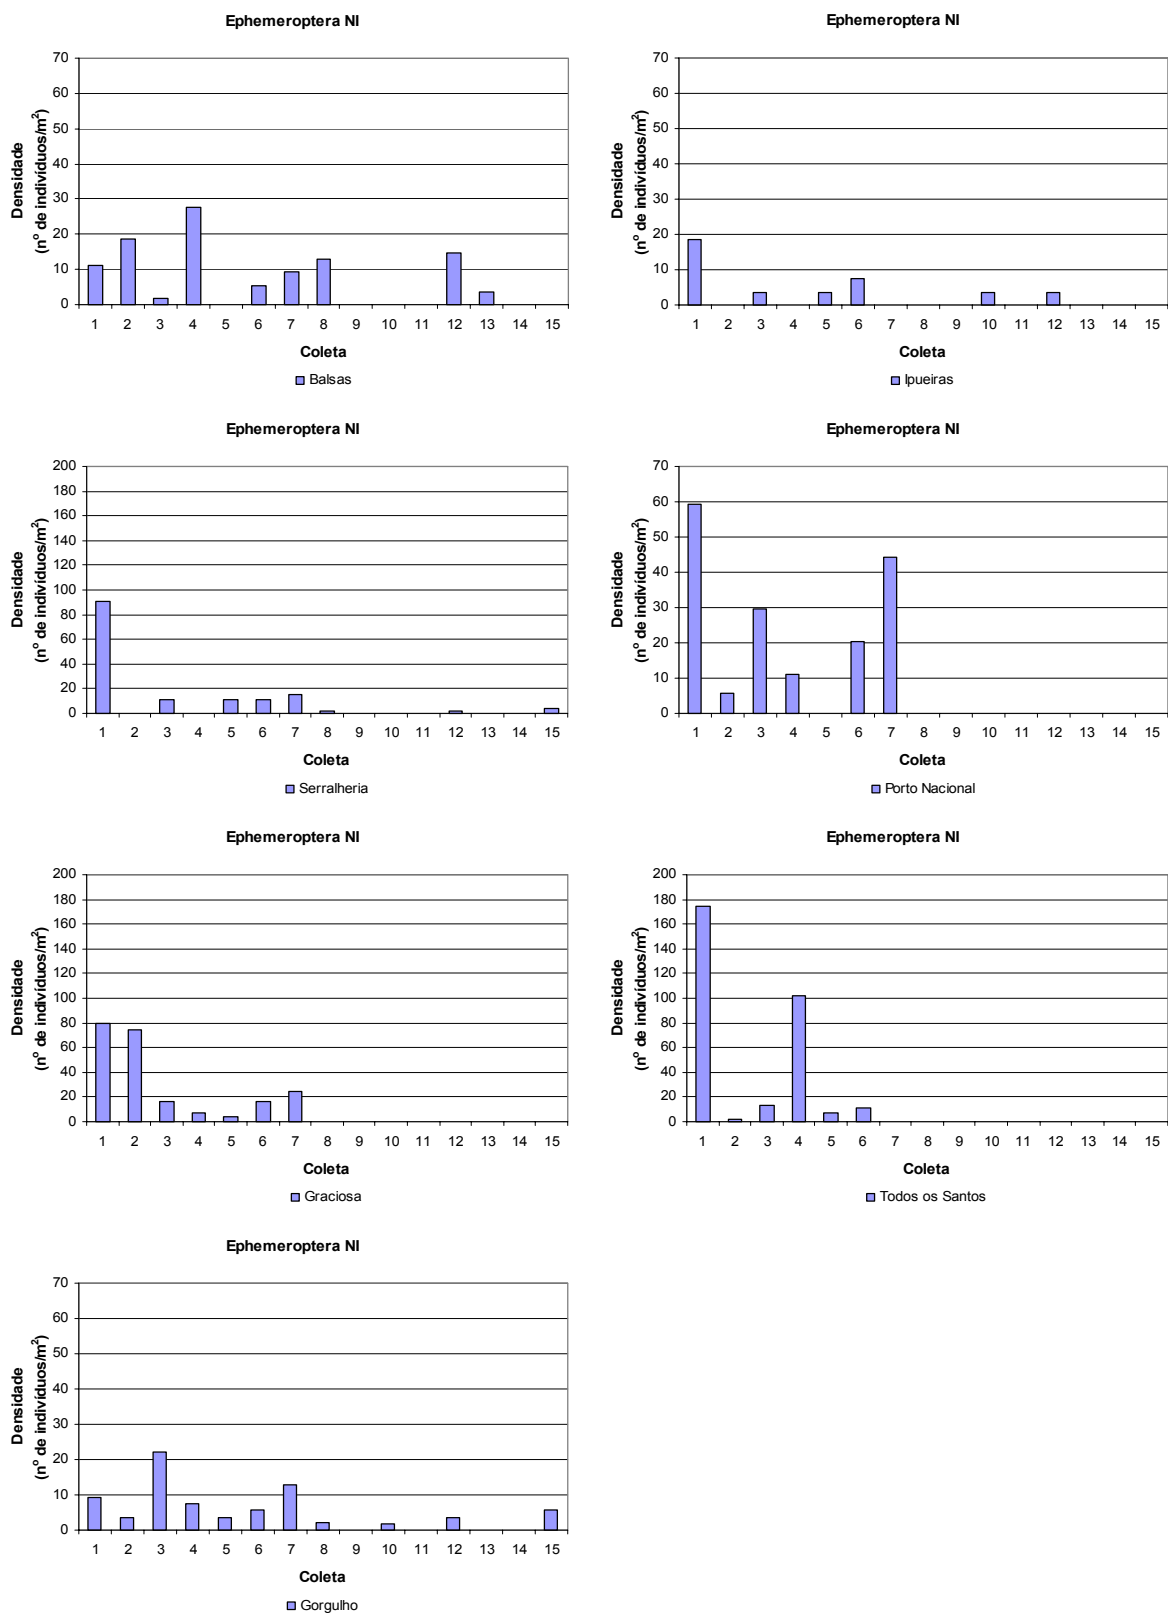 Ephemeroptera NI
Densidade
(nº de indivíduos/m²)
70
60
50
40
30
20
10
0
1 2 3 4 5 6 7 8 9 10 11 12 13 14 15
Coleta
Balsas
Ephemeroptera NI
Densidade
(nº de indivíduos/m²)
70
60
50
40
30
20
10
0
1 2 3 4 5 6 7 8 9 10 11 12 13 14 15
Coleta
Ipueiras
Ephemeroptera NI
Densidade
(nº de indivíduos/m²)
200
180
160
140
120
100
80
60
40
20
0
1 2 3 4 5 6 7 8 9 10 11 12 13 14 15
Coleta
Serralheria
Ephemeroptera NI
Densidade
(nº de indivíduos/m²)
70
60
50
40
30
20
10
0
1 2 3 4 5 6 7 8 9 10 11 12 13 14 15
Coleta
Porto Nacional
Ephemeroptera NI
Densidade
(nº de indivíduos/m²)
200
180
160
140
120
100
80
60
40
20
0
1 2 3 4 5 6 7 8 9 10 11 12 13 14 15
Coleta
Graciosa
Ephemeroptera NI
Densidade
(nº de indivíduos/m²)
200
180
160
140
120
100
80
60
40
20
0
1 2 3 4 5 6 7 8 9 10 11 12 13 14 15
Coleta
Todos os Santos
Ephemeroptera NI
Densidade
(nº de indivíduos/m²)
70
60
50
40
30
20
10
0
1 2 3 4 5 6 7 8 9 10 11 12 13 14 15
Coleta
Gorgulho